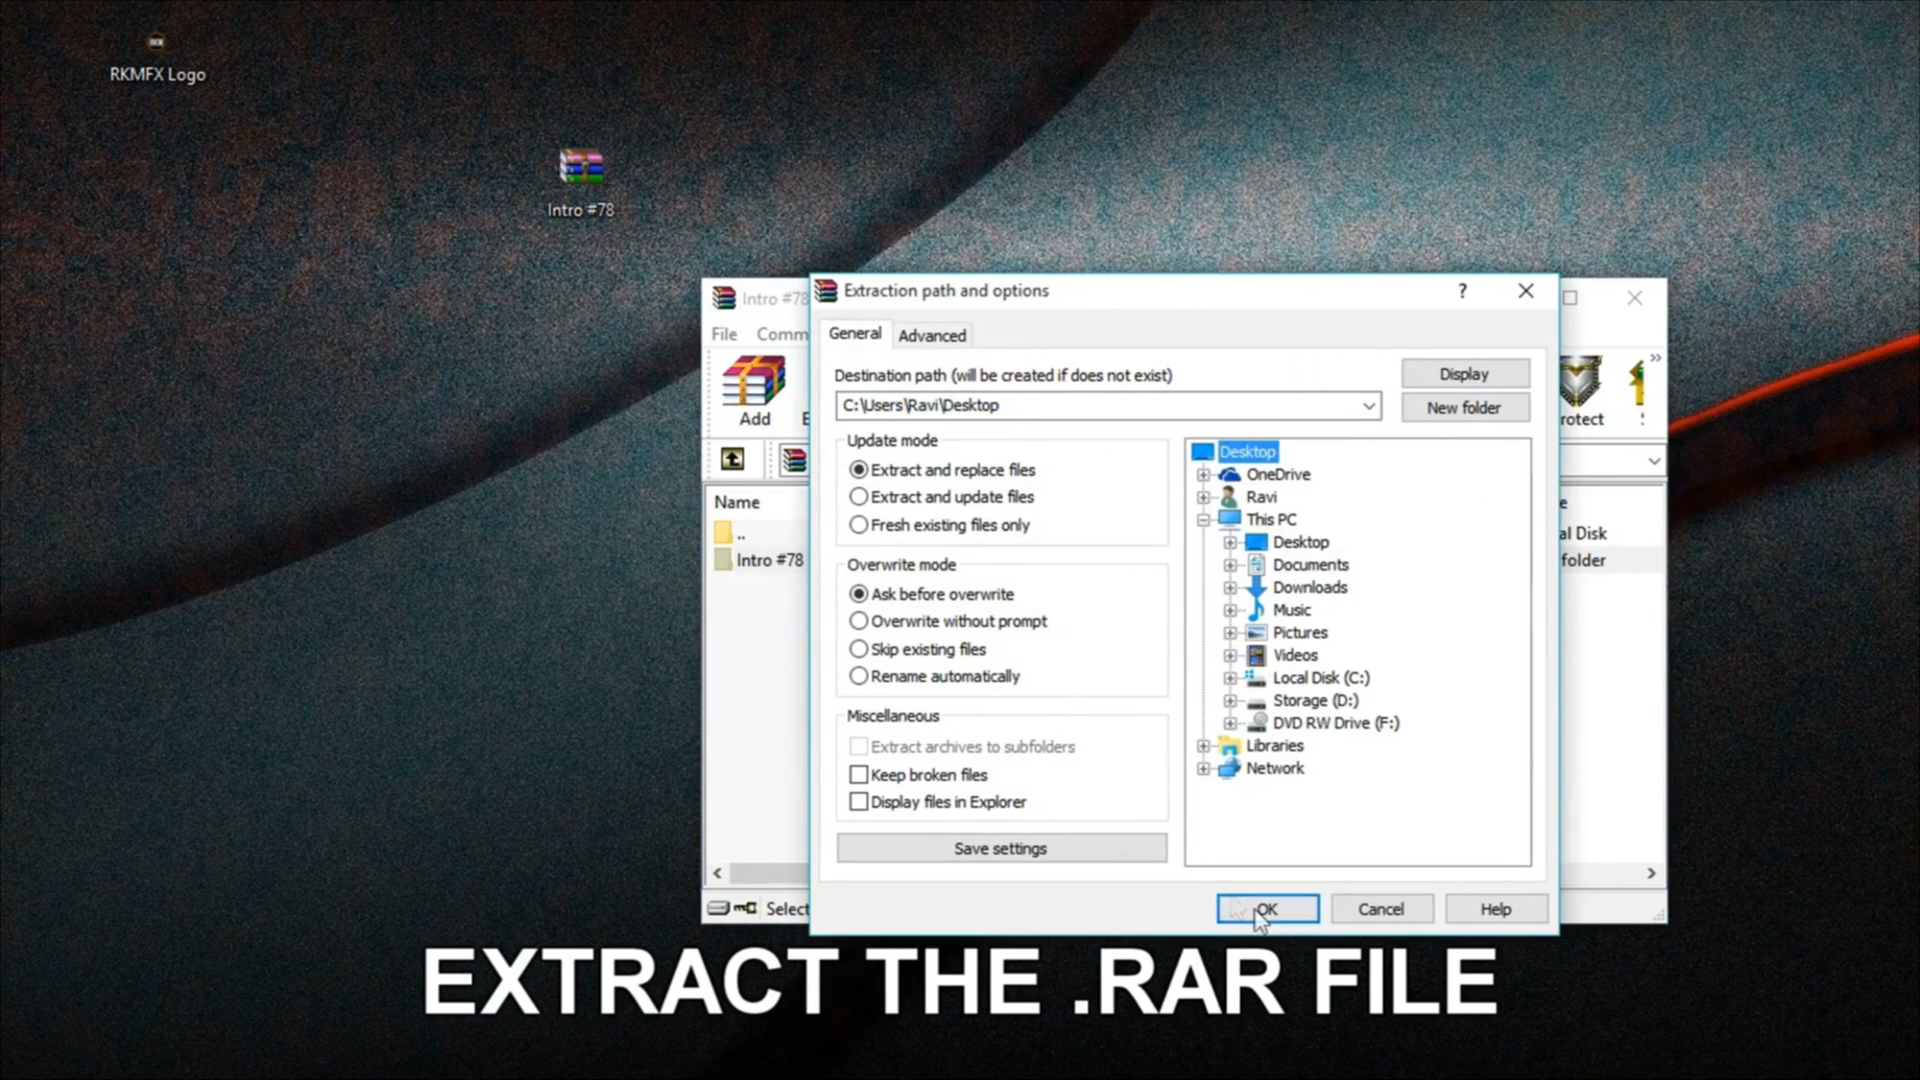 RKMFX Logo
Intro #78
Intro #78
File Comm
Add
rotect
Name
..
Intro #78
al Disk
folder
Select
Extraction path and options
General Advanced
Destination path (will be created if does not exist)
C:\Users\Ravi\Desktop
Display
New folder
Update mode
Extract and replace files
Extract and update files
Fresh existing files only
Overwrite mode
Ask before overwrite
Overwrite without prompt
Skip existing files
Rename automatically
Miscellaneous
Extract archives to subfolders
Keep broken files
Display files in Explorer
Save settings
Desktop
OneDrive
Ravi
This PC
Desktop
Documents
Downloads
Music
Pictures
Videos
Local Disk (C:)
Storage (D:)
DVD RW Drive (F:)
Libraries
Network
OK Cancel Help
EXTRACT THE .RAR FILE